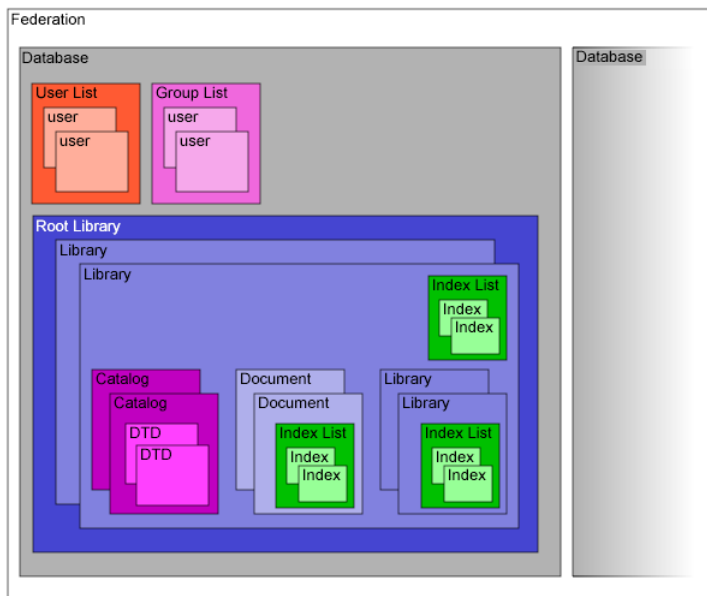 Federation
Database
Database
User List
Group List
user
user
user
user
Root Library
Library
Library
Index List
Index
Index
Catalog
Document
Library
Catalog
Document
Library
DTD
Index List
Index List
DTD
Index
Index
Index
Index